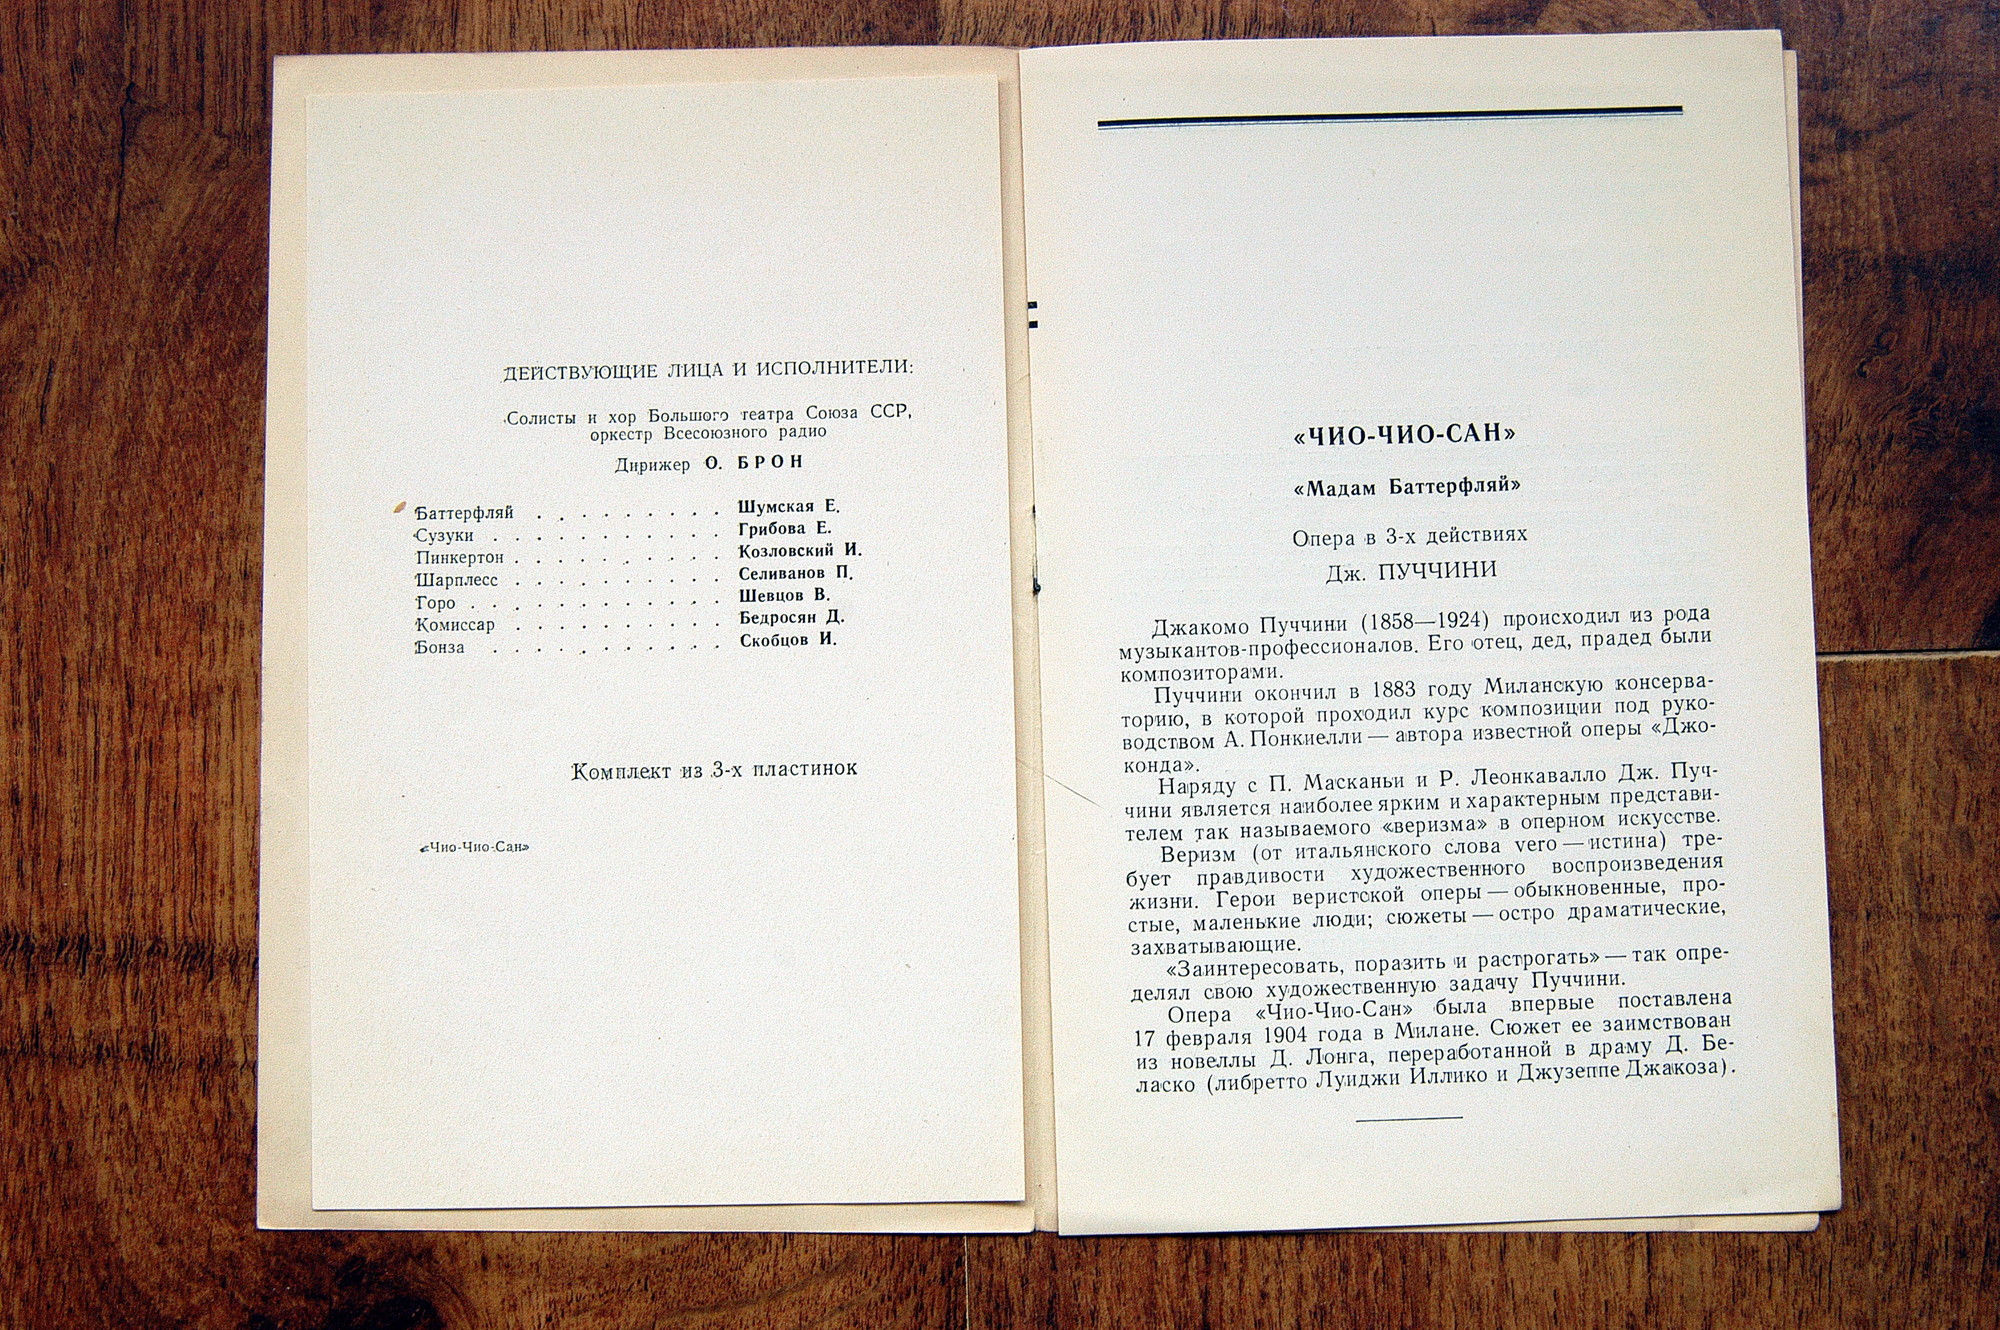 ДЕЙСТВУЮЩИЕ ЛИЦА И ИСПОЛНИТЕЛИ:
Солисты и хор Большого театра Союза ССР,
оркестр Всесоюзного радио
Дирижер О. БРОН
Баттерфляй . . . . . . . . . Шумская Е.
Сузуки . . . . . . . . . . . Грибова Е.
Пинкертон . . . . . . . . . . Козловский И.
Шарплесс . . . . . . . . . . Селиванов П.
Горо . . . . . . . . . . . . Шевцов В.
Комиссар . . . . . . . . . . Бедросян Д.
Бонза . . . . . . . . . . . Скобцов И.
Комплект из 3-х пластинок
«Чио-Чио-Сан»
«ЧИО-ЧИО-САН»
«Мадам Баттерфляй»
Опера в 3-х действиях
Дж. ПУЧЧИНИ
Джакомо Пуччини (1858—1924) происходил из рода
музыкантов-профессионалов. Его отец, дед, прадед были
композиторами.
Пуччини окончил в 1883 году Миланскую консерва-
торию, в которой проходил курс композиции под руко-
водством А. Понкиелли — автора известной оперы «Джо-
конда».
Наряду с П. Масканьи и Р. Леонкавалло Дж. Пуч-
чини является наиболее ярким и характерным представи-
телем так называемого «веризма» в оперном искусстве.
Веризм (от итальянского слова vero — истина) тре-
бует правдивости художественного воспроизведения
жизни. Герои веристской оперы — обыкновенные, про-
стые, маленькие люди; сюжеты — остро драматические,
захватывающие.
«Заинтересовать, поразить и растрогать» — так опре-
делял свою художественную задачу Пуччини.
Опера «Чио-Чио-Сан» была впервые поставлена
17 февраля 1904 года в Милане. Сюжет ее заимствован
из новеллы Д. Лонга, переработанной в драму Д. Бе-
ласко (либретто Луиджи Иллико и Джузеппе Джакоза).